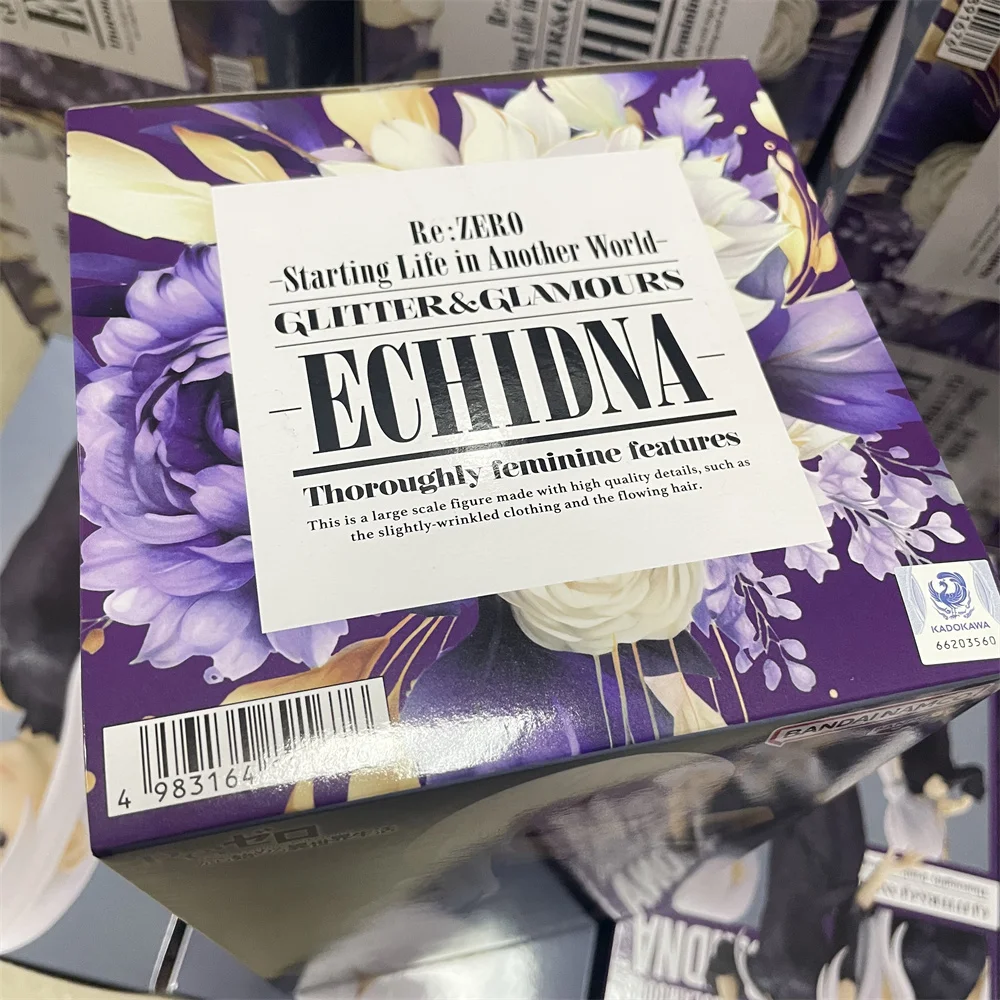 Re:ZERO
-Starting Life in Another World-
GLITTER&GLAMOURS
-ECHIDNA-
Thoroughly feminine features
This is a large scale figure made with high quality details, such as
the slightly-wrinkled clothing and the flowing hair.
KADOKAWA
66203560
4 983164
BANDAI NAMCO